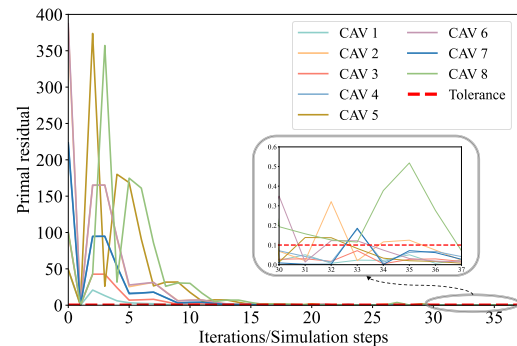 400
350
300
250
200
150
100
50
0
Primal residual
CAV 1
CAV 2
CAV 3
CAV 4
CAV 5
CAV 6
CAV 7
CAV 8
Tolerance
0.6
0.5
0.4
0.3
0.2
0.1
0.0
30 31 32 33 34 35 36 37
0 5 10 15 20 25 30 35
Iterations/Simulation steps